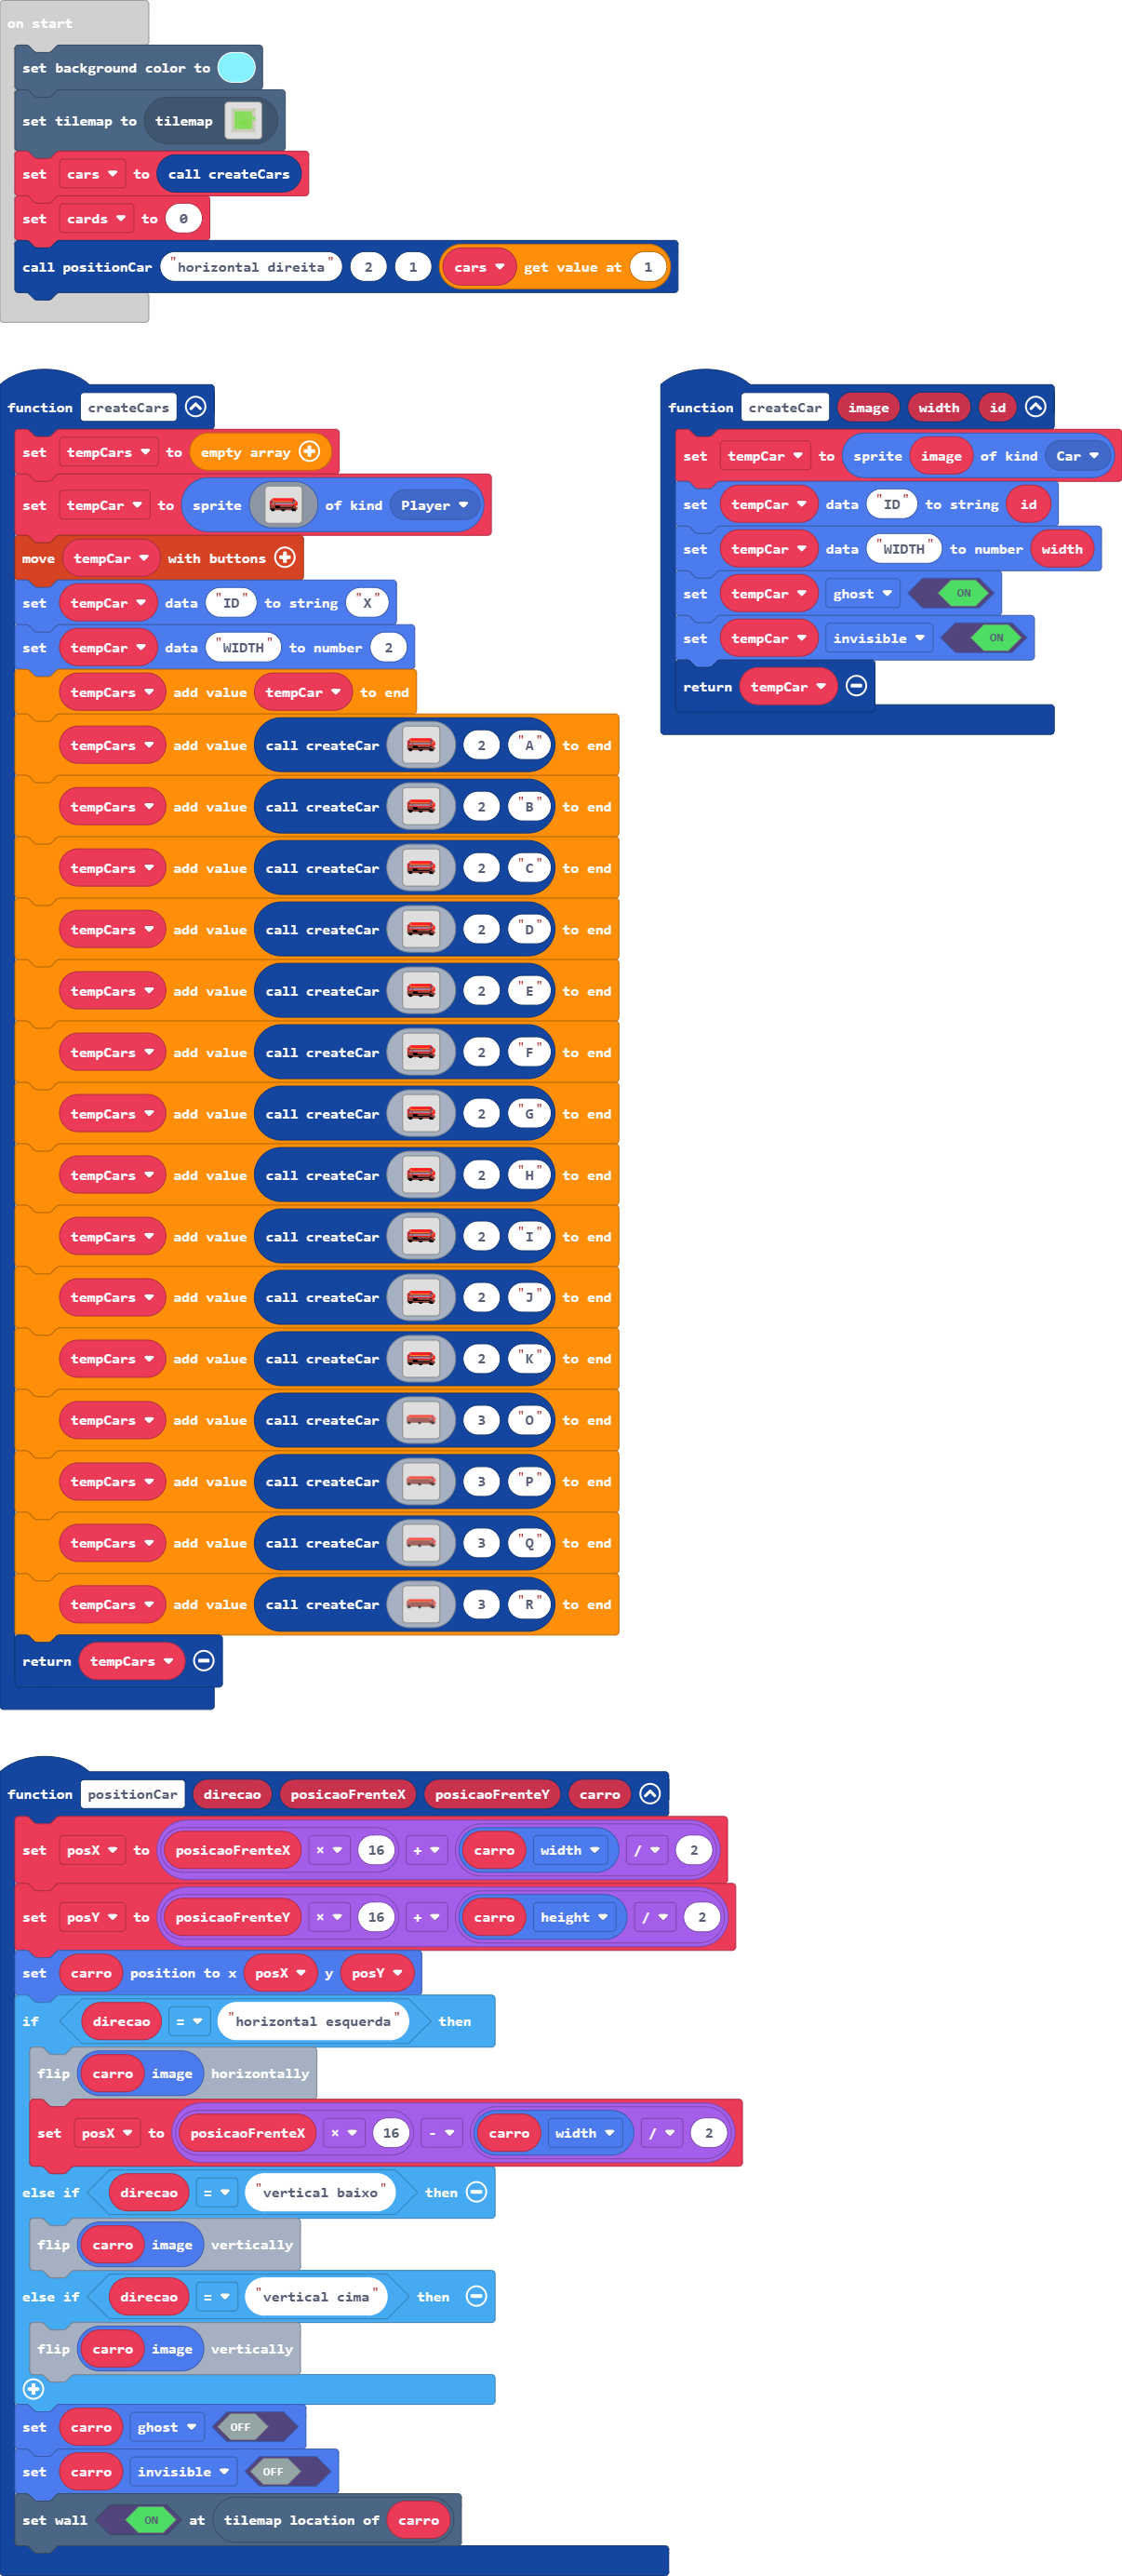 on start
set background color to
set tilemap to tilemap
set cars to call createCars
set cards to 0
call positionCar "horizontal direita" 2 1 cars get value at 1
function createCars
set tempCars to empty array
set tempCar to sprite of kind Player
move tempCar with buttons
set tempCar data "ID" to string "X"
set tempCar data "WIDTH" to number 2
tempCars add value tempCar to end
tempCars add value call createCar 2 "A" to end
tempCars add value call createCar 2 "B" to end
tempCars add value call createCar 2 "C" to end
tempCars add value call createCar 2 "D" to end
tempCars add value call createCar 2 "E" to end
tempCars add value call createCar 2 "F" to end
tempCars add value call createCar 2 "G" to end
tempCars add value call createCar 2 "H" to end
tempCars add value call createCar 2 "I" to end
tempCars add value call createCar 2 "J" to end
tempCars add value call createCar 2 "K" to end
tempCars add value call createCar 3 "O" to end
tempCars add value call createCar 3 "P" to end
tempCars add value call createCar 3 "Q" to end
tempCars add value call createCar 3 "R" to end
return tempCars
function createCar image width id
set tempCar to sprite image of kind Car
set tempCar data "ID" to string id
set tempCar data "WIDTH" to number width
set tempCar ghost ON
set tempCar invisible ON
return tempCar
function positionCar direcao posicaoFrenteX posicaoFrenteY carro
set posX to posicaoFrenteX × 16 + carro width / 2
set posY to posicaoFrenteY × 16 + carro height / 2
set carro position to x posX y posY
if direcao = "horizontal esquerda" then
flip carro image horizontally
set posX to posicaoFrenteX × 16 - carro width / 2
else if direcao = "vertical baixo" then
flip carro image vertically
else if direcao = "vertical cima" then
flip carro image vertically
set carro ghost OFF
set carro invisible OFF
set wall ON at tilemap location of carro